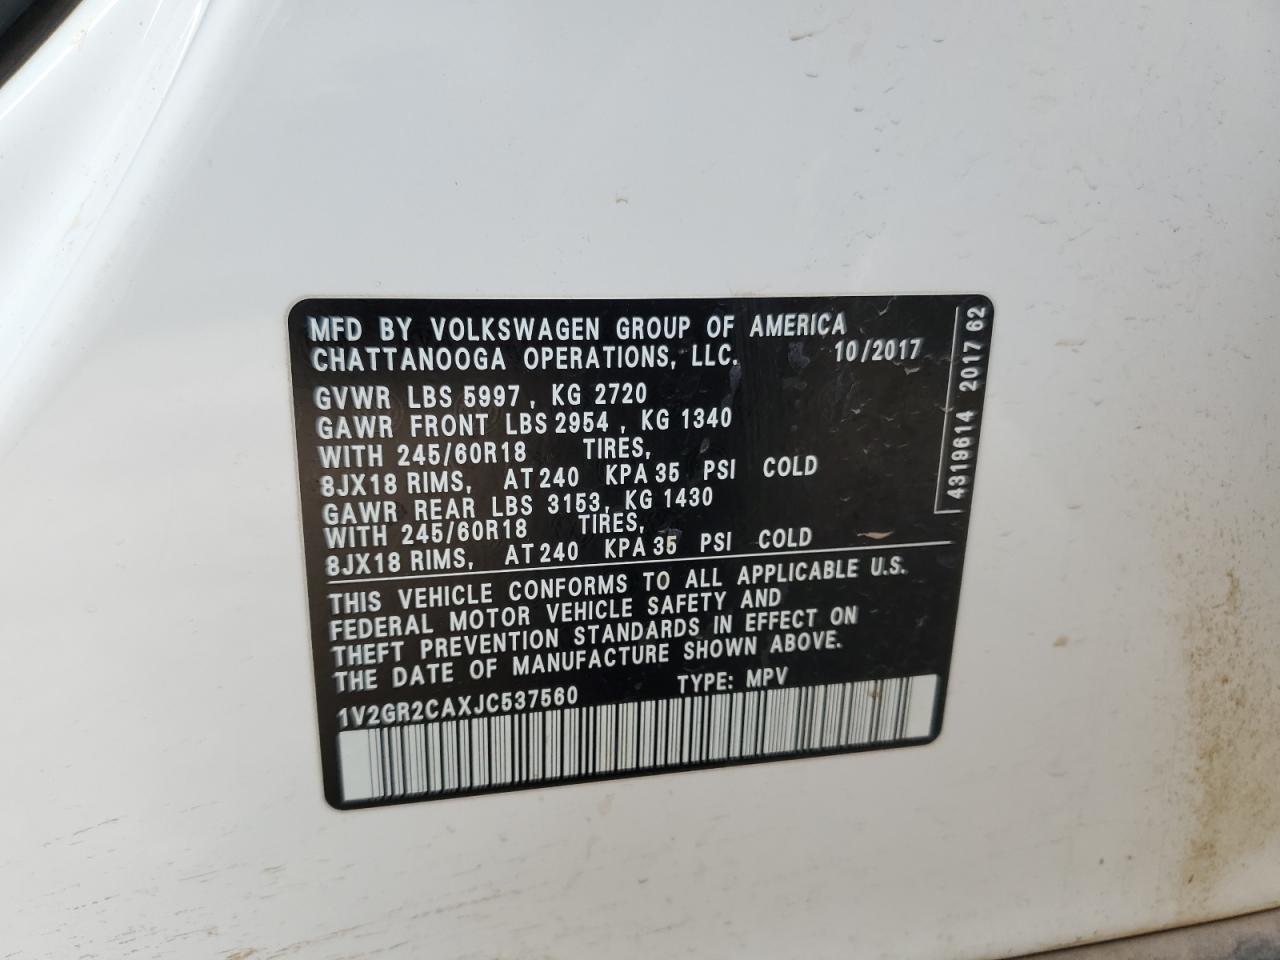 MFD BY VOLKSWAGEN GROUP OF AMERICA
CHATTANOOGA OPERATIONS, LLC. 10/2017
GVWR LBS 5997, KG 2720
GAWR FRONT LBS 2954, KG 1340
WITH 245/60R18 TIRES,
8JX18 RIMS, AT 240 KPA 35 PSI COLD
GAWR REAR LBS 3153, KG 1430
WITH 245/60R18 TIRES,
8JX18 RIMS, AT 240 KPA 35 PSI COLD
THIS VEHICLE CONFORMS TO ALL APPLICABLE U.S.
FEDERAL MOTOR VEHICLE SAFETY AND
THEFT PREVENTION STANDARDS IN EFFECT ON
THE DATE OF MANUFACTURE SHOWN ABOVE.
1V2GR2CAXJC537560 TYPE: MPV
4319614 2017 62